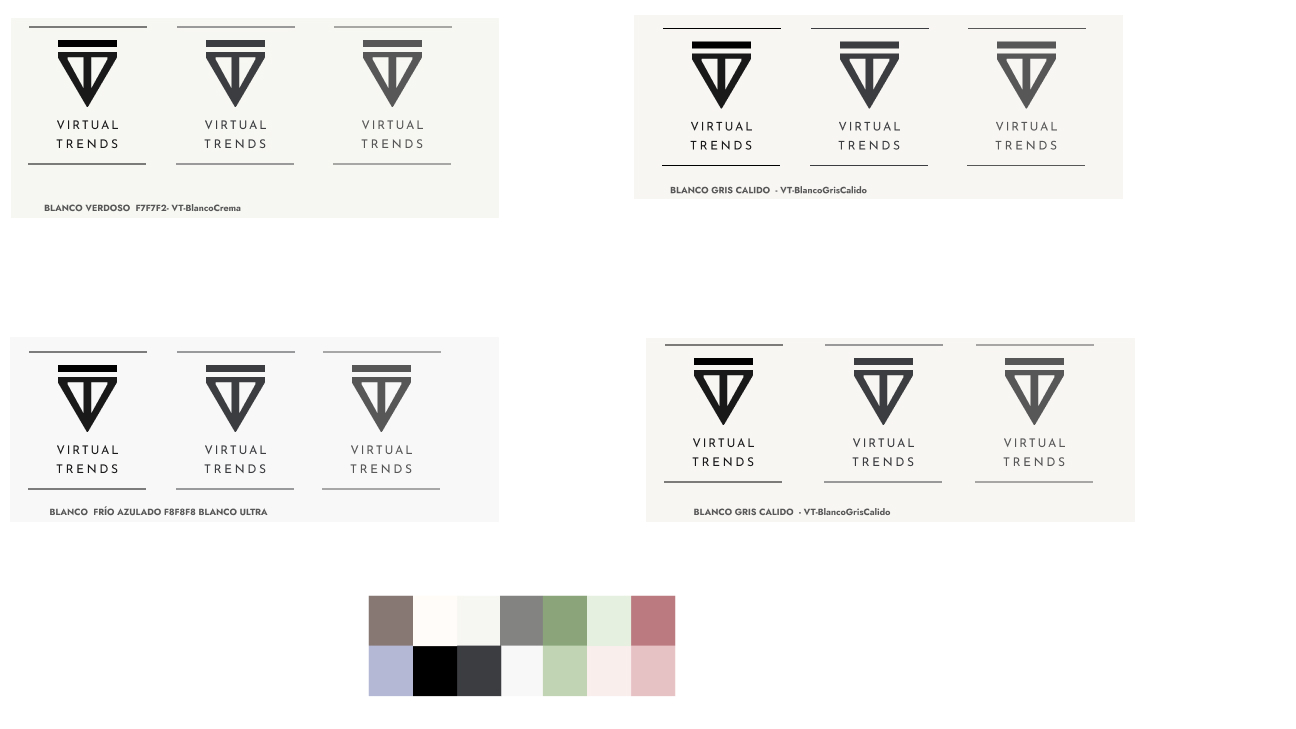 VIRTUAL
TRENDS
VIRTUAL
TRENDS
VIRTUAL
TRENDS
BLANCO VERDOSO  F7F7F2- VT-BlancoCrema
VIRTUAL
TRENDS
VIRTUAL
TRENDS
VIRTUAL
TRENDS
BLANCO GRIS CALIDO  - VT-BlancoGrisCalido
VIRTUAL
TRENDS
VIRTUAL
TRENDS
VIRTUAL
TRENDS
BLANCO  FRÍO AZULADO F8F8F8 BLANCO ULTRA
VIRTUAL
TRENDS
VIRTUAL
TRENDS
VIRTUAL
TRENDS
BLANCO GRIS CALIDO  - VT-BlancoGrisCalido